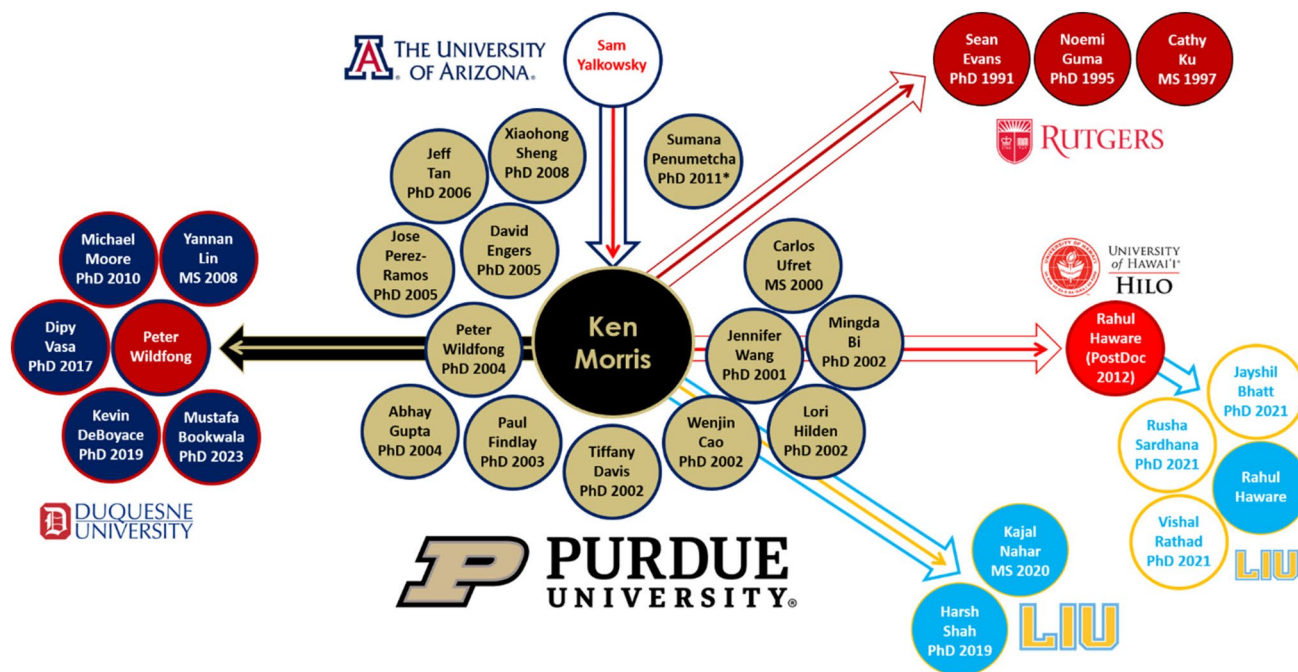 THE UNIVERSITY
OF ARIZONA®
Sam
Yalkowsky
Sean
Evans
PhD 1991
Noemi
Guma
PhD 1995
Cathy
Ku
MS 1997
RUTGERS
Jeff
Tan
PhD 2006
Xiaohong
Sheng
PhD 2008
Sumana
Penumetcha
PhD 2011*
Jose
Perez-
Ramos
PhD 2005
David
Engers
PhD 2005
Carlos
Ufret
MS 2000
Michael
Moore
PhD 2010
Yannan
Lin
MS 2008
Dipy
Vasa
PhD 2017
Peter
Wildfong
Kevin
DeBoyace
PhD 2019
Mustafa
Bookwala
PhD 2023
D
DUQUESNE
UNIVERSITY
Peter
Wildfong
PhD 2004
Ken
Morris
Jennifer
Wang
PhD 2001
Mingda
Bi
PhD 2002
Abhay
Gupta
PhD 2004
Paul
Findlay
PhD 2003
Tiffany
Davis
PhD 2002
Wenjin
Cao
PhD 2002
Lori
Hilden
PhD 2002
UNIVERSITY
of HAWAI'I®
HILO
Rahul
Haware
(PostDoc
2012)
Jayshil
Bhatt
PhD 2021
Rusha
Sardhana
PhD 2021
Rahul
Haware
Vishal
Rathad
PhD 2021
LIU
P PURDUE
UNIVERSITY®
Kajal
Nahar
MS 2020
Harsh
Shah
PhD 2019
LIU